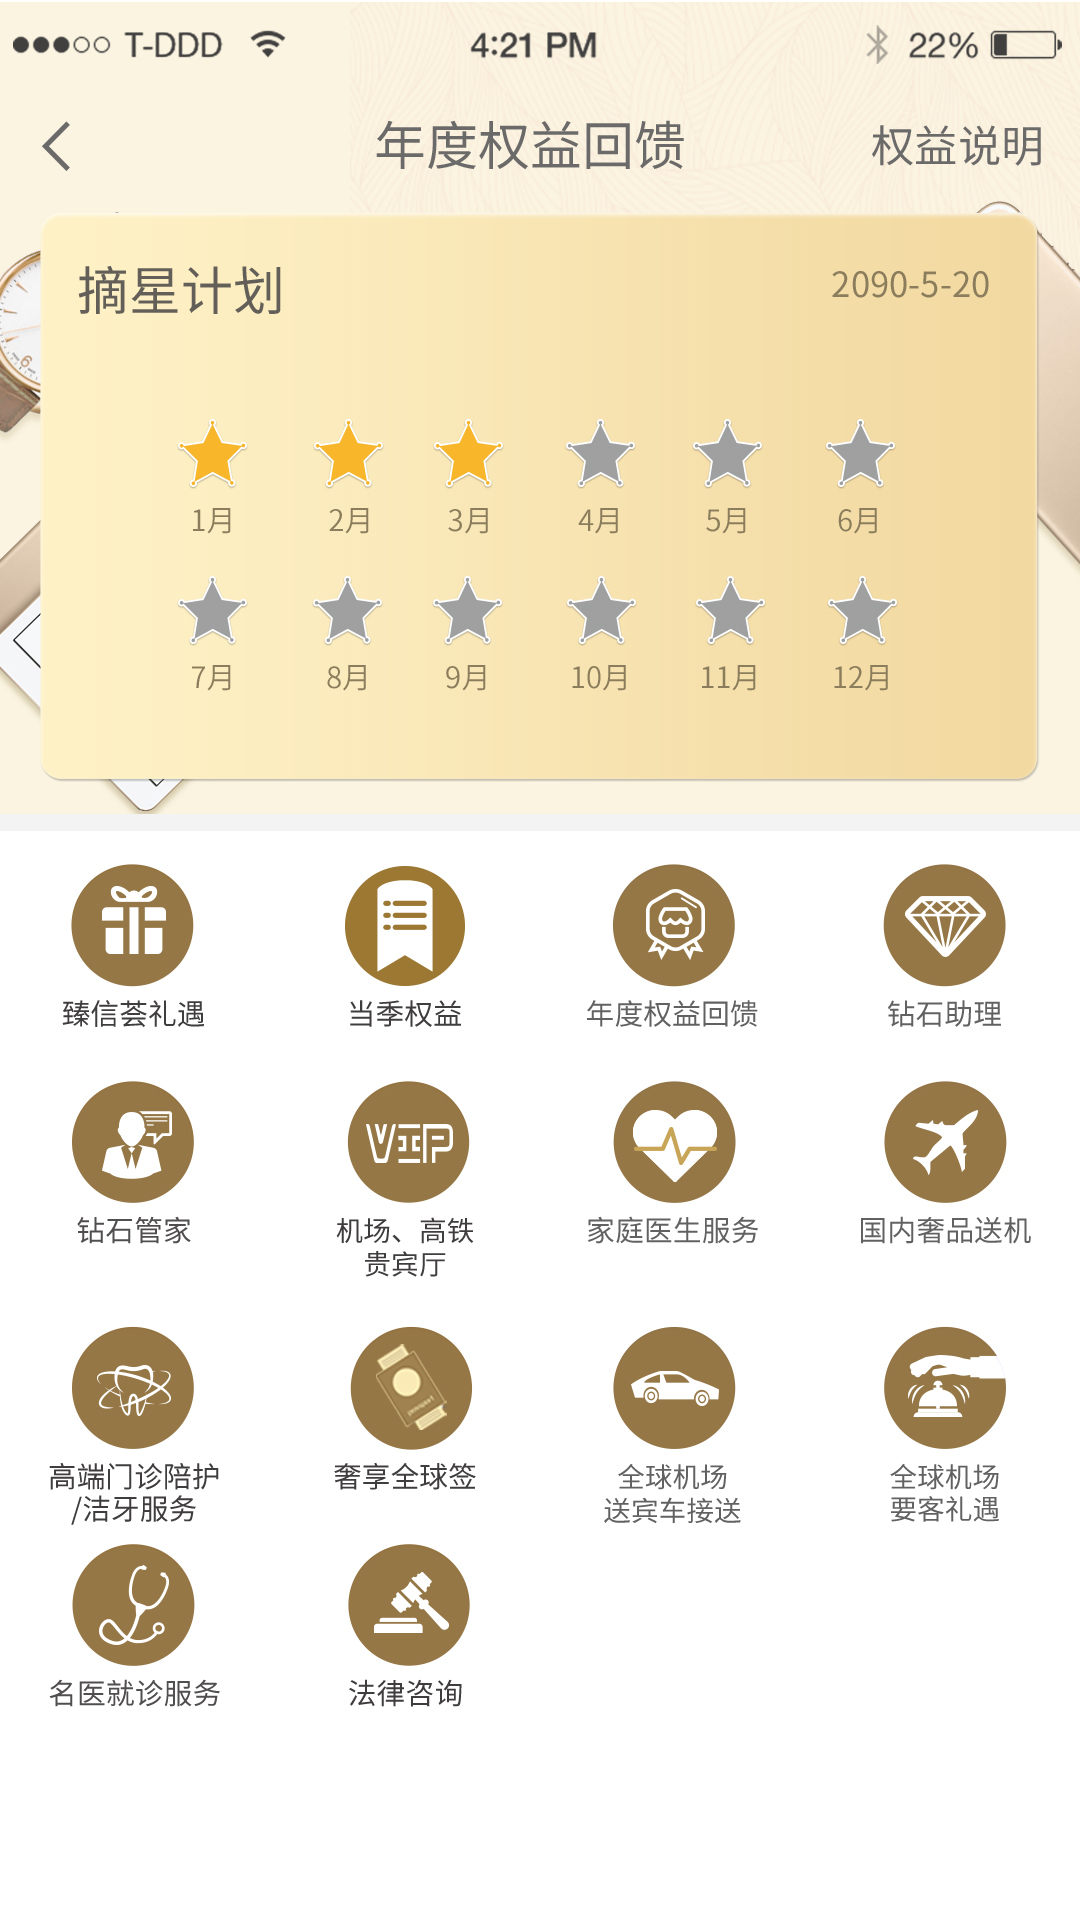 T-DDD 4:21 PM 22%
年度权益回馈 权益说明
摘星计划 2090-5-20
1月 2月 3月 4月 5月 6月
7月 8月 9月 10月 11月 12月
臻信荟礼遇 当季权益 年度权益回馈 钻石助理
VIP
钻石管家 机场、高铁 家庭医生服务 国内奢品送机
贵宾厅
高端门诊陪护 奢享全球签 全球机场 全球机场
/洁牙服务 送宾车接送 要客礼遇
名医就诊服务 法律咨询